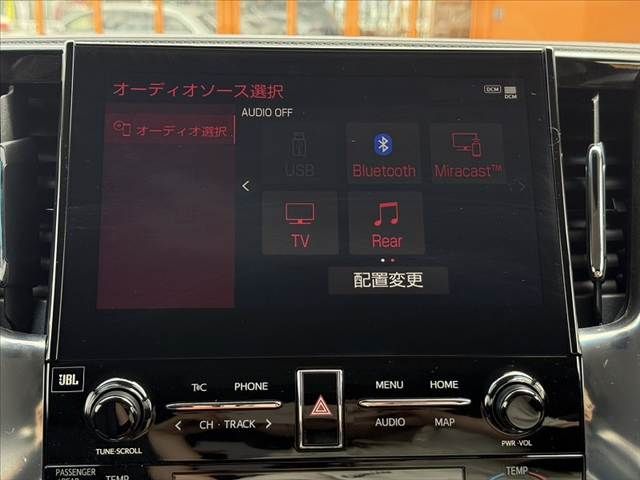 オーディオソース選択
DCM
DCM
AUDIO OFF
オーディオ選択
USB
Bluetooth
Miracast™
TV
Rear
配置変更
JBL
T&C
PHONE
MENU
HOME
CH · TRACK
AUDIO
MAP
TUNE·SCROLL
PWR·VOL
PASSENGER
TEMP
TEMP